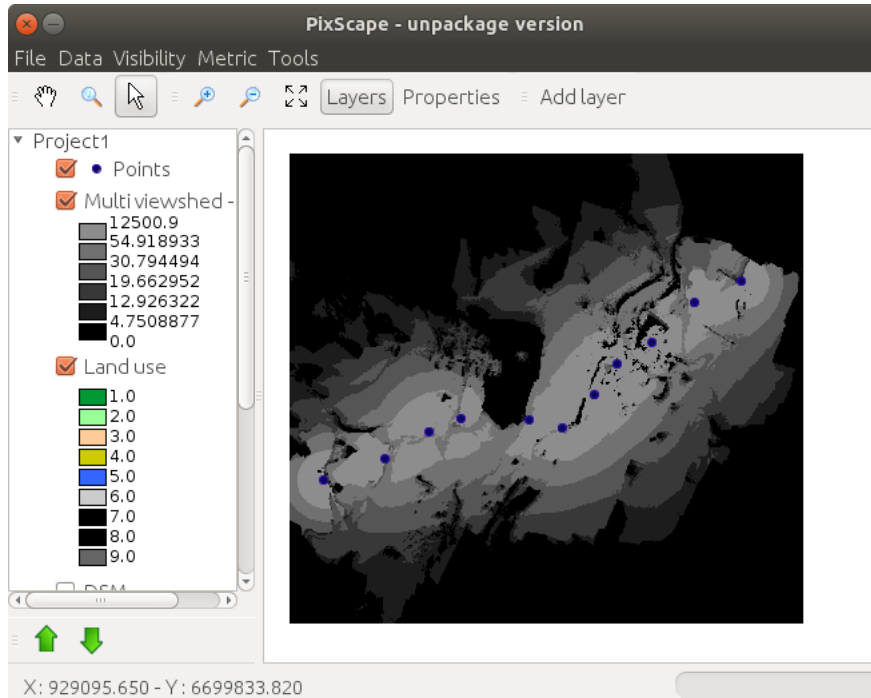 PixScape - unpackage version
File Data Visibility Metric Tools
Layers Properties Add layer
Project1
Points
Multi viewshed -
12500.9
54.918933
30.794494
19.662952
12.926322
4.7508877
0.0
Land use
1.0
2.0
3.0
4.0
5.0
6.0
7.0
8.0
9.0
DSM
X: 929095.650 - Y: 6699833.820